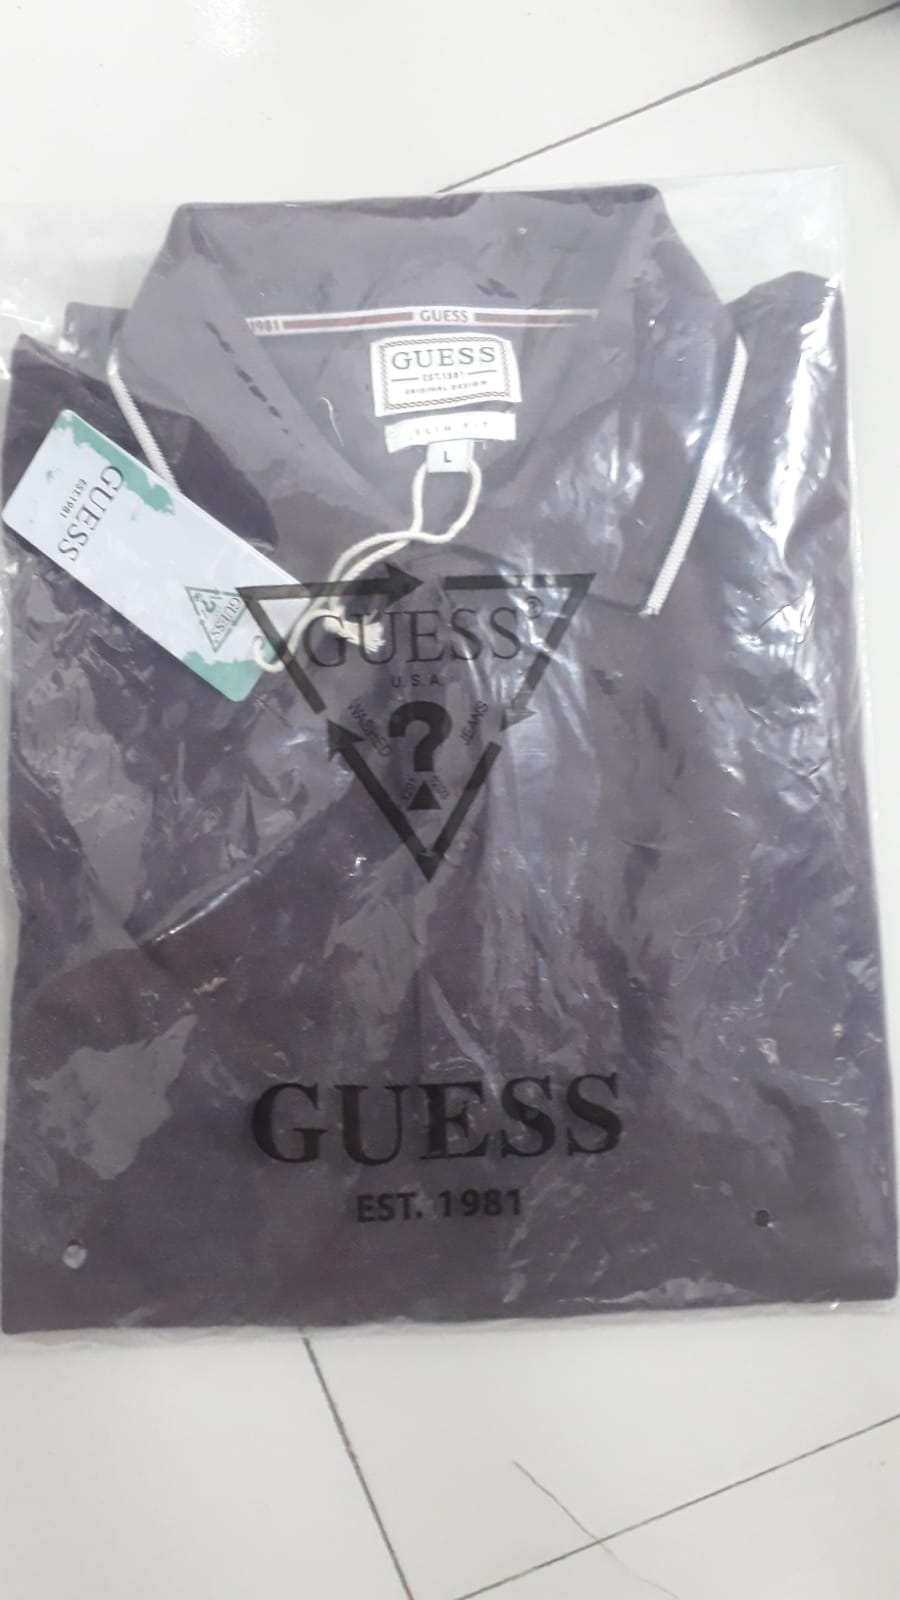 1981 GUESS
GUESS
EST.1981
ORIGINAL DESIGN
SLIM FIT
L
GUESS
EST.1981
GUESS
?
GUESS®
U.S.A.
WASHED JEANS
?
GUESS
EST. 1981